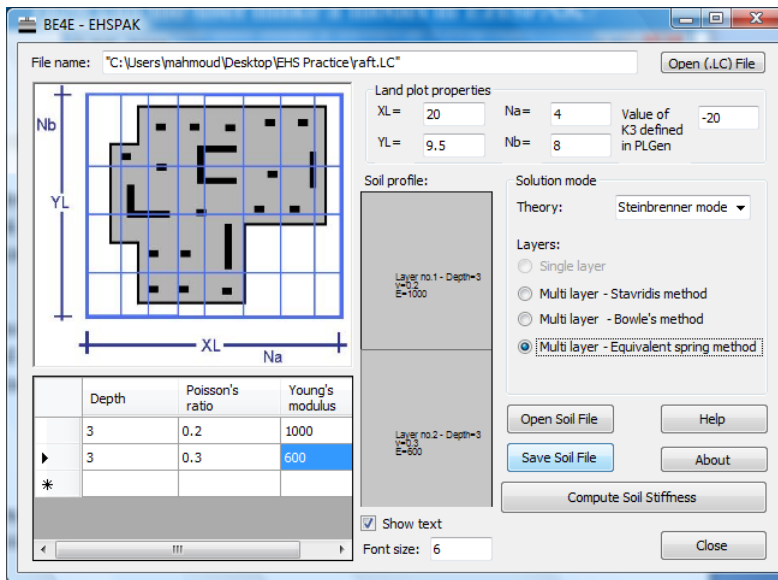 BE4E - EHSPAK
File name: "C:\Users\mahmoud\Desktop\EHS Practice\raft.LC" Open (.LC) File
Land plot properties
XL= 20 Na= 4 Value of K3 defined in PLGen -20
YL= 9.5 Nb= 8
Nb
YL
XL
Na
Soil profile:
Layer no.1 - Depth=3
v=0.2
E=1000
Layer no.2 - Depth=3
v=0.3
E=600
Solution mode
Theory: Steinbrenner mode
Layers:
Single layer
Multi layer - Stavridis method
Multi layer - Bowle's method
Multi layer - Equivalent spring method
Depth Poisson's ratio Young's modulus
3 0.2 1000
3 0.3 600
Open Soil File Help
Save Soil File About
Compute Soil Stiffness
Show text
Font size: 6
Close